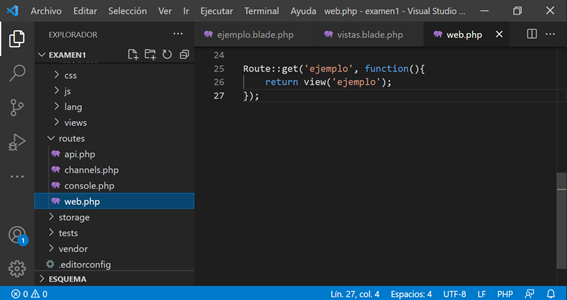 Archivo Editar Selección Ver Ir Ejecutar Terminal Ayuda web.php - examen1 - Visual Studio ...
EXPLORADOR
EXAMEN1
css
js
lang
views
routes
api.php
channels.php
console.php
web.php
storage
tests
vendor
.editorconfig
ESQUEMA
1
ejemplo.blade.php vistas.blade.php web.php
24
25 Route::get('ejemplo', function(){
26 return view('ejemplo');
27 });
0 0 Lín. 27, col. 4 Espacios: 4 UTF-8 LF PHP